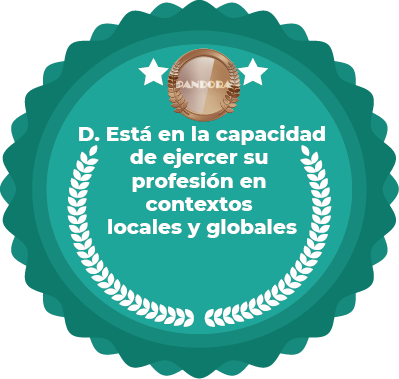 PANDORA
D. Está en la capacidad
de ejercer su
profesión en
contextos
locales y globales